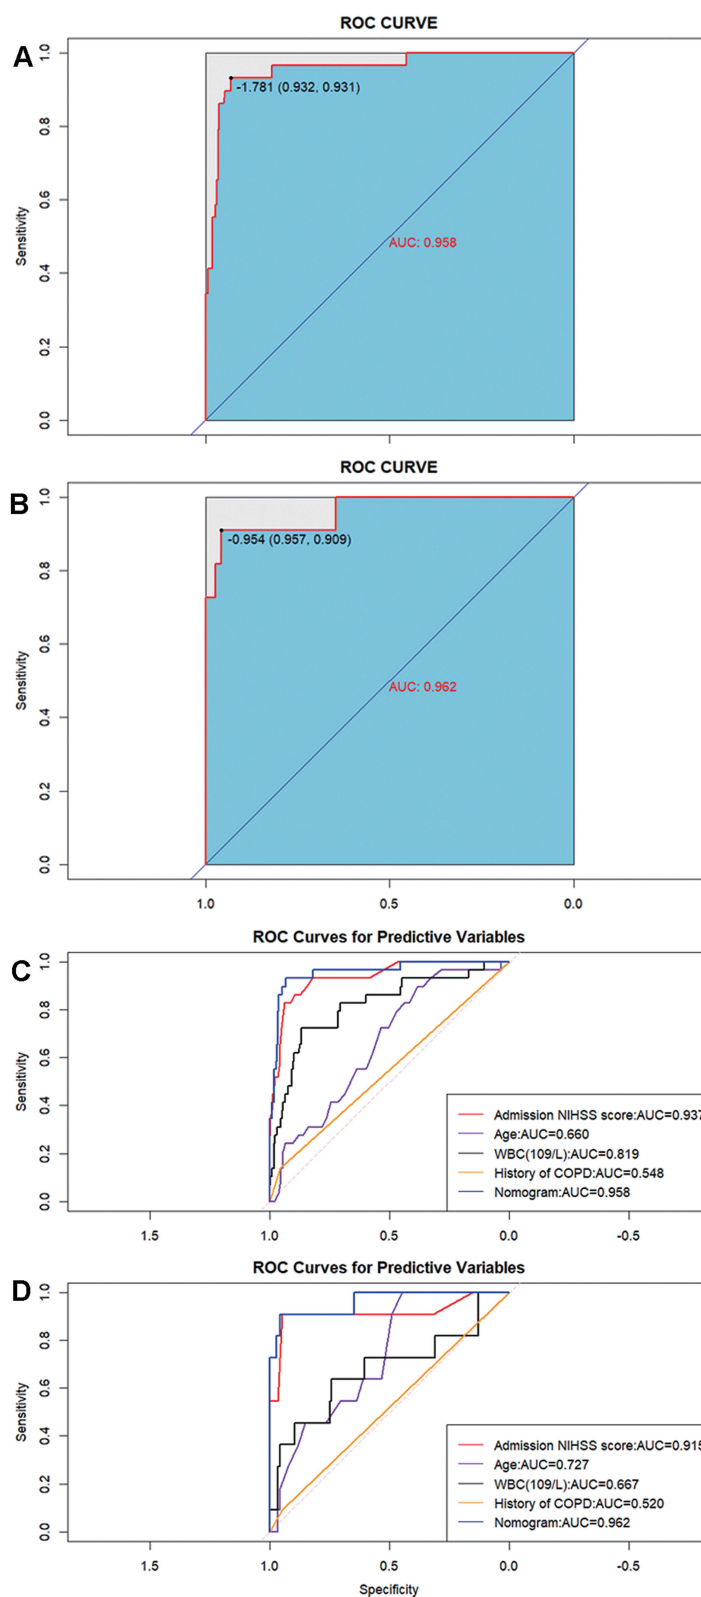 ROC CURVE
A
1.0
0.8
0.6
0.4
0.2
0.0
Sensitivity
-1.781 (0.932, 0.931)
AUC: 0.958
ROC CURVE
B
1.0
0.8
0.6
0.4
0.2
0.0
Sensitivity
-0.954 (0.957, 0.909)
AUC: 0.962
1.0 0.5 0.0
ROC Curves for Predictive Variables
C
1.0
0.8
0.6
0.4
0.2
0.0
Sensitivity
Admission NIHSS score:AUC=0.937
Age:AUC=0.660
WBC(109/L):AUC=0.819
History of COPD:AUC=0.548
Nomogram:AUC=0.958
1.5 1.0 0.5 0.0 -0.5
ROC Curves for Predictive Variables
D
1.0
0.8
0.6
0.4
0.2
0.0
Sensitivity
Admission NIHSS score:AUC=0.915
Age:AUC=0.727
WBC(109/L):AUC=0.667
History of COPD:AUC=0.520
Nomogram:AUC=0.962
1.5 1.0 0.5 0.0 -0.5
Specificity